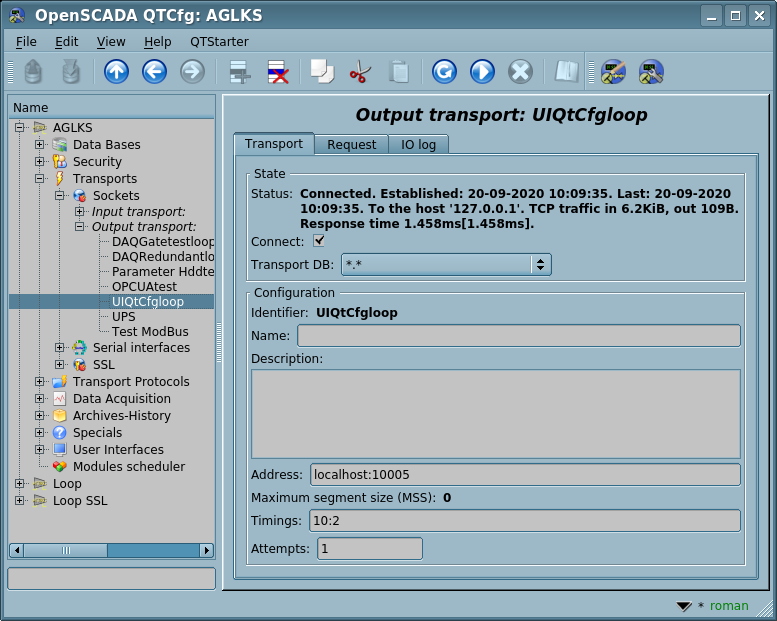 OpenSCADA QTCfg: AGLKS
File Edit View Help QTStarter
Name
AGLKS
Data Bases
Security
Transports
Sockets
Input transport:
Output transport:
DAQGatetestloop
DAQRedundantlo
Parameter Hddte
OPCUAtest
UIQtCfgloop
UPS
Test ModBus
Serial interfaces
SSL
Transport Protocols
Data Acquisition
Archives-History
Specials
User Interfaces
Modules scheduler
Loop
Loop SSL
Output transport: UIQtCfgloop
Transport Request IO log
State
Status: Connected. Established: 20-09-2020 10:09:35. Last: 20-09-2020
10:09:35. To the host '127.0.0.1'. TCP traffic in 6.2KiB, out 109B.
Response time 1.458ms[1.458ms].
Connect:
Transport DB: *.*
Configuration
Identifier: UIQtCfgloop
Name:
Description:
Address: localhost:10005
Maximum segment size (MSS): 0
Timings: 10:2
Attempts: 1
* roman